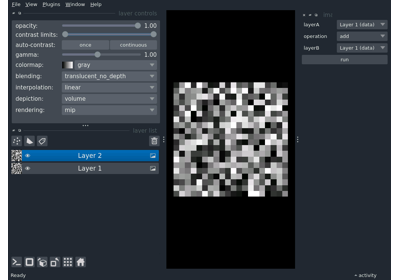 File View Plugins Window Help
layer controls
opacity: 1.00
contrast limits:
auto-contrast: once continuous
gamma: 1.00
colormap: gray
blending: translucent_no_depth
interpolation: linear
depiction: volume
rendering: mip
layer list
Layer 2
Layer 1
layerA Layer 1 (data)
operation add
layerB Layer 1 (data)
run
Ready
activity